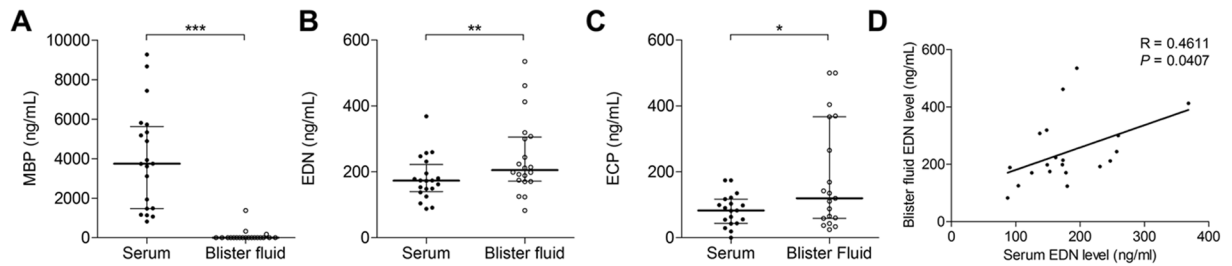 A
***
MBP (ng/mL)
10000
8000
6000
4000
2000
0
Serum
Blister fluid
B
**
EDN (ng/mL)
600
400
200
0
Serum
Blister fluid
C
*
ECP (ng/mL)
600
400
200
0
Serum
Blister Fluid
D
R = 0.4611
P = 0.0407
Blister fluid EDN level (ng/mL)
600
400
200
0
0 100 200 300 400
Serum EDN level (ng/ml)